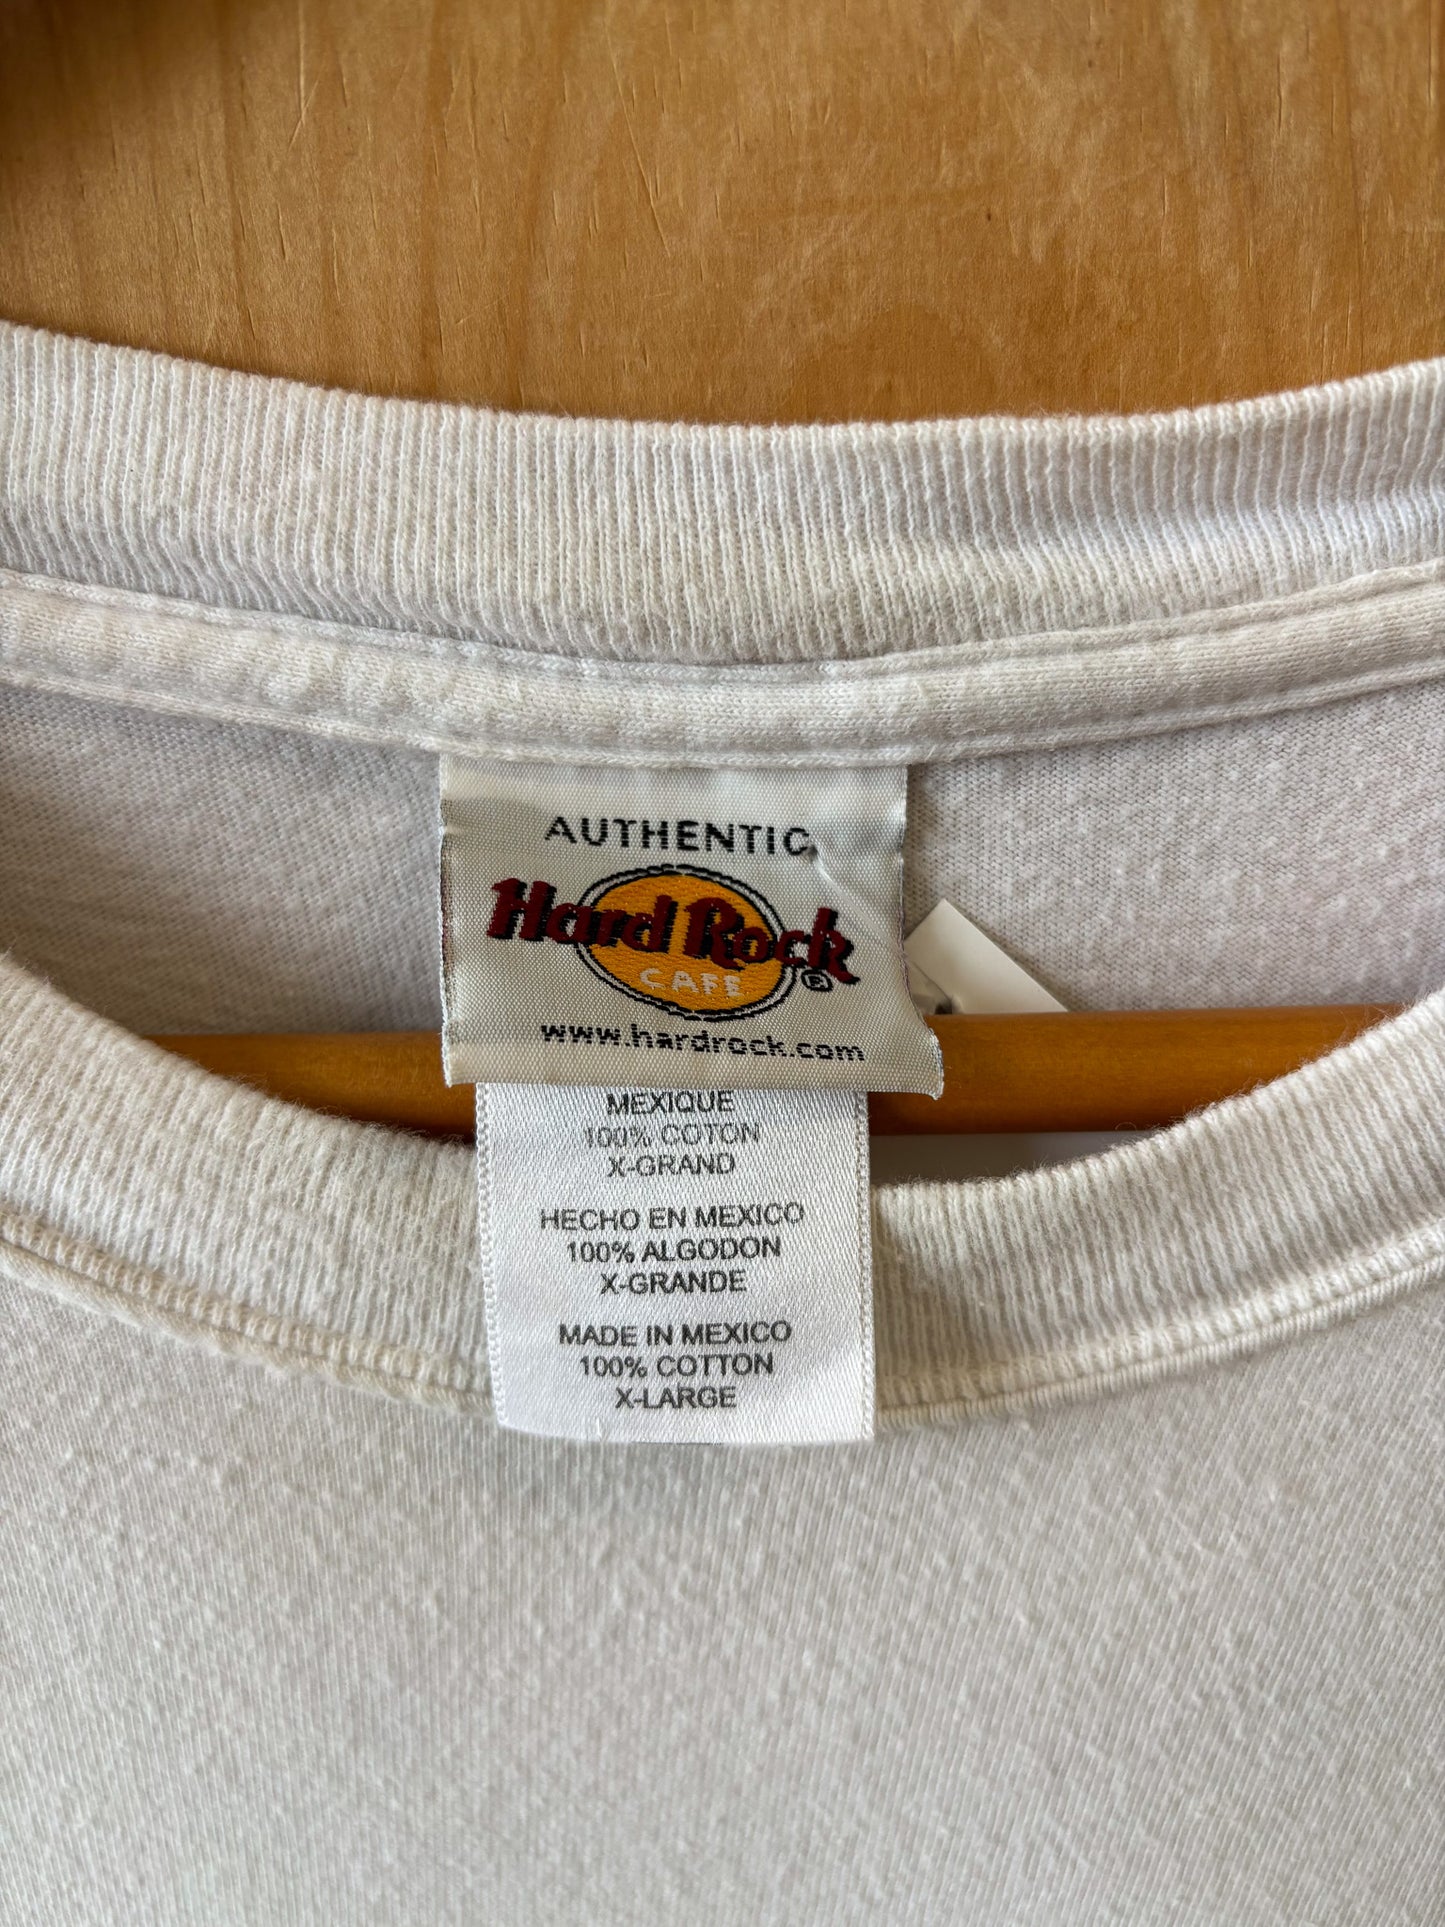 AUTHENTIC
Hard Rock
CAFE
®
www.hardrock.com
MEXIQUE
100% COTON
X-GRAND
HECHO EN MEXICO
100% ALGODON
X-GRANDE
MADE IN MEXICO
100% COTTON
X-LARGE